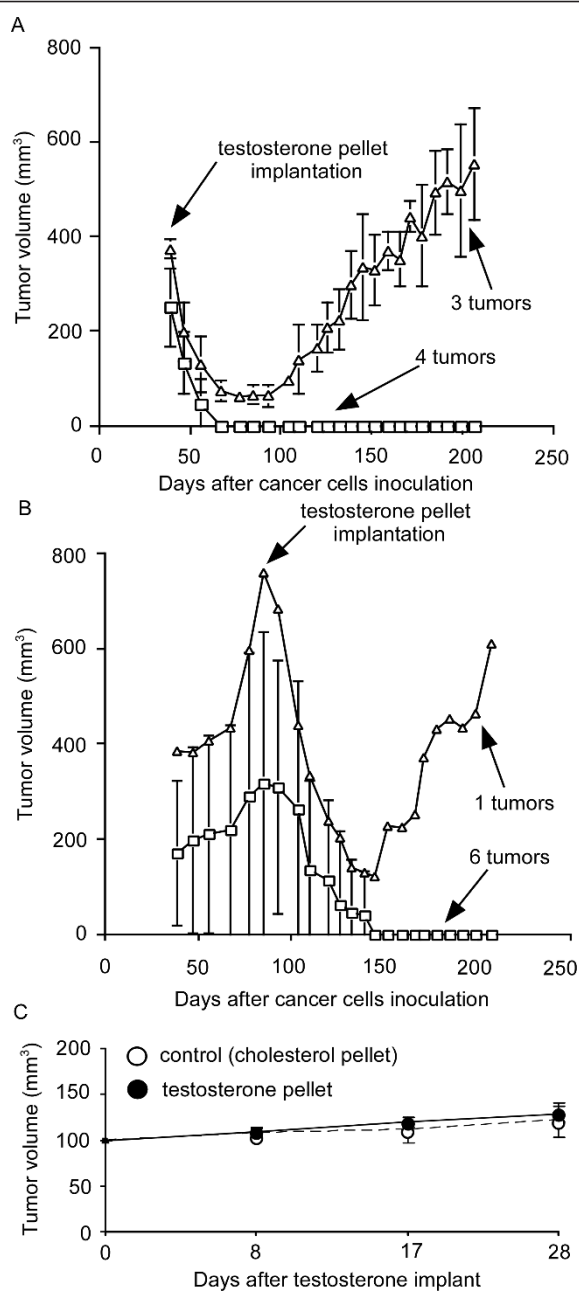 A
800
600
400
200
0
Tumor volume (mm³)
testosterone pellet
implantation
3 tumors
4 tumors
0 50 100 150 200 250
Days after cancer cells inoculation
B
testosterone pellet
implantation
800
600
400
200
0
Tumor volume (mm³)
1 tumors
6 tumors
0 50 100 150 200 250
Days after cancer cells inoculation
C
200
150
100
50
0
Tumor volume (mm³)
control (cholesterol pellet)
testosterone pellet
0 8 17 28
Days after testosterone implant